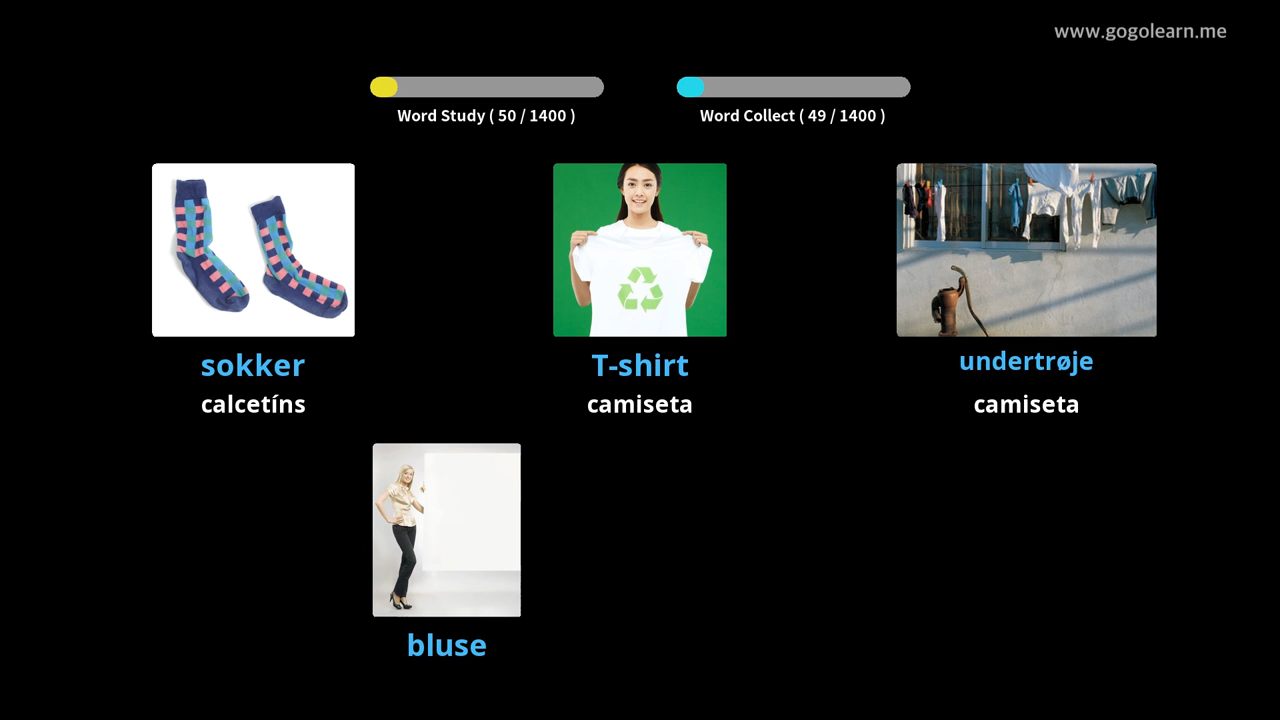 www.gogolearn.me
Word Study ( 50 / 1400 )
Word Collect ( 49 / 1400 )
sokker
T-shirt
undertrøje
calcetíns
camiseta
camiseta
bluse